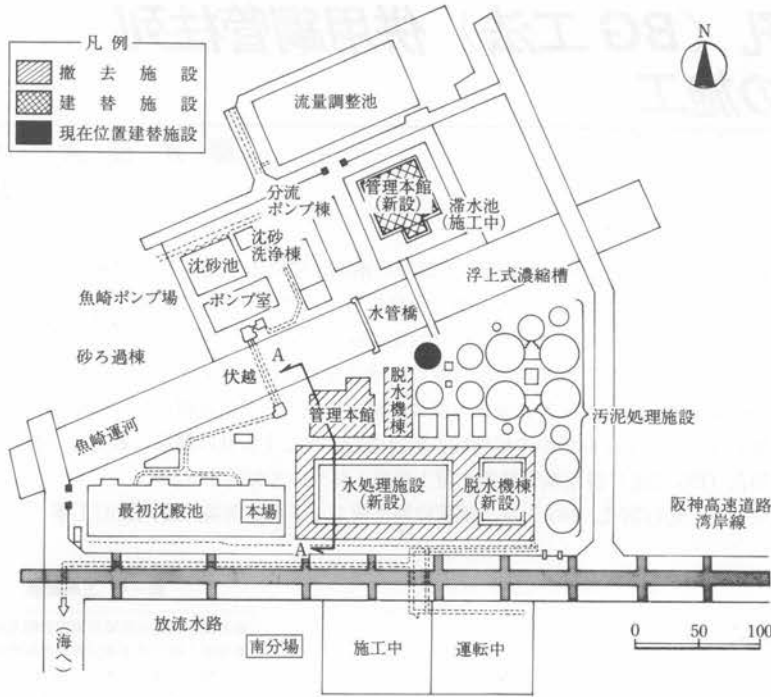 凡例
撤去施設
建替施設
現在位置建替施設
N
流量調整池
管理本館
(新設)
滞水池
(施工中)
分流
ポンプ棟
沈砂
洗浄棟
沈砂池
ポンプ室
魚崎ポンプ場
浮上式濃縮槽
水管橋
砂ろ過棟
A
伏越
脱水機棟
管理本館
汚泥処理施設
魚崎運河
水処理施設
(新設)
脱水機棟
(新設)
最初沈殿池
本場
A
阪神高速道路
湾岸線
(海へ)
放流水路
南分場
施工中
運転中
0 50 100